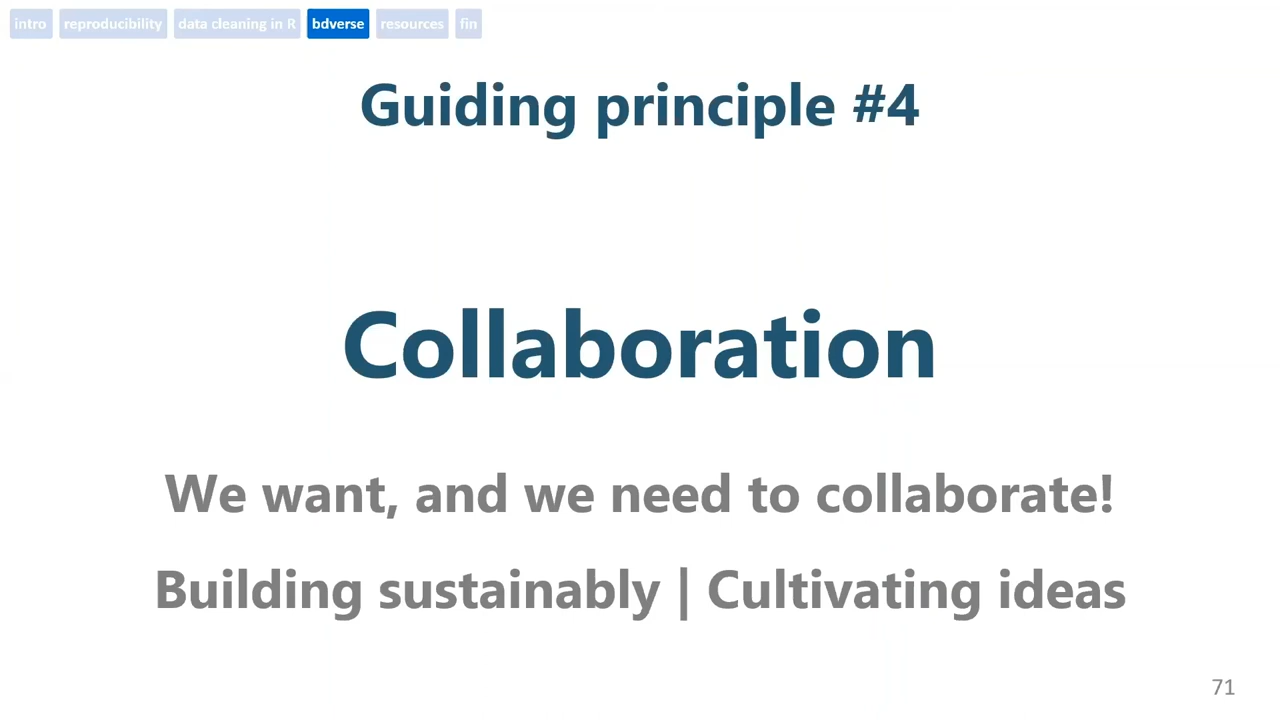 intro reproducibility data cleaning in R bdverse resources fin
Guiding principle #4
Collaboration
We want, and we need to collaborate!
Building sustainably | Cultivating ideas
71